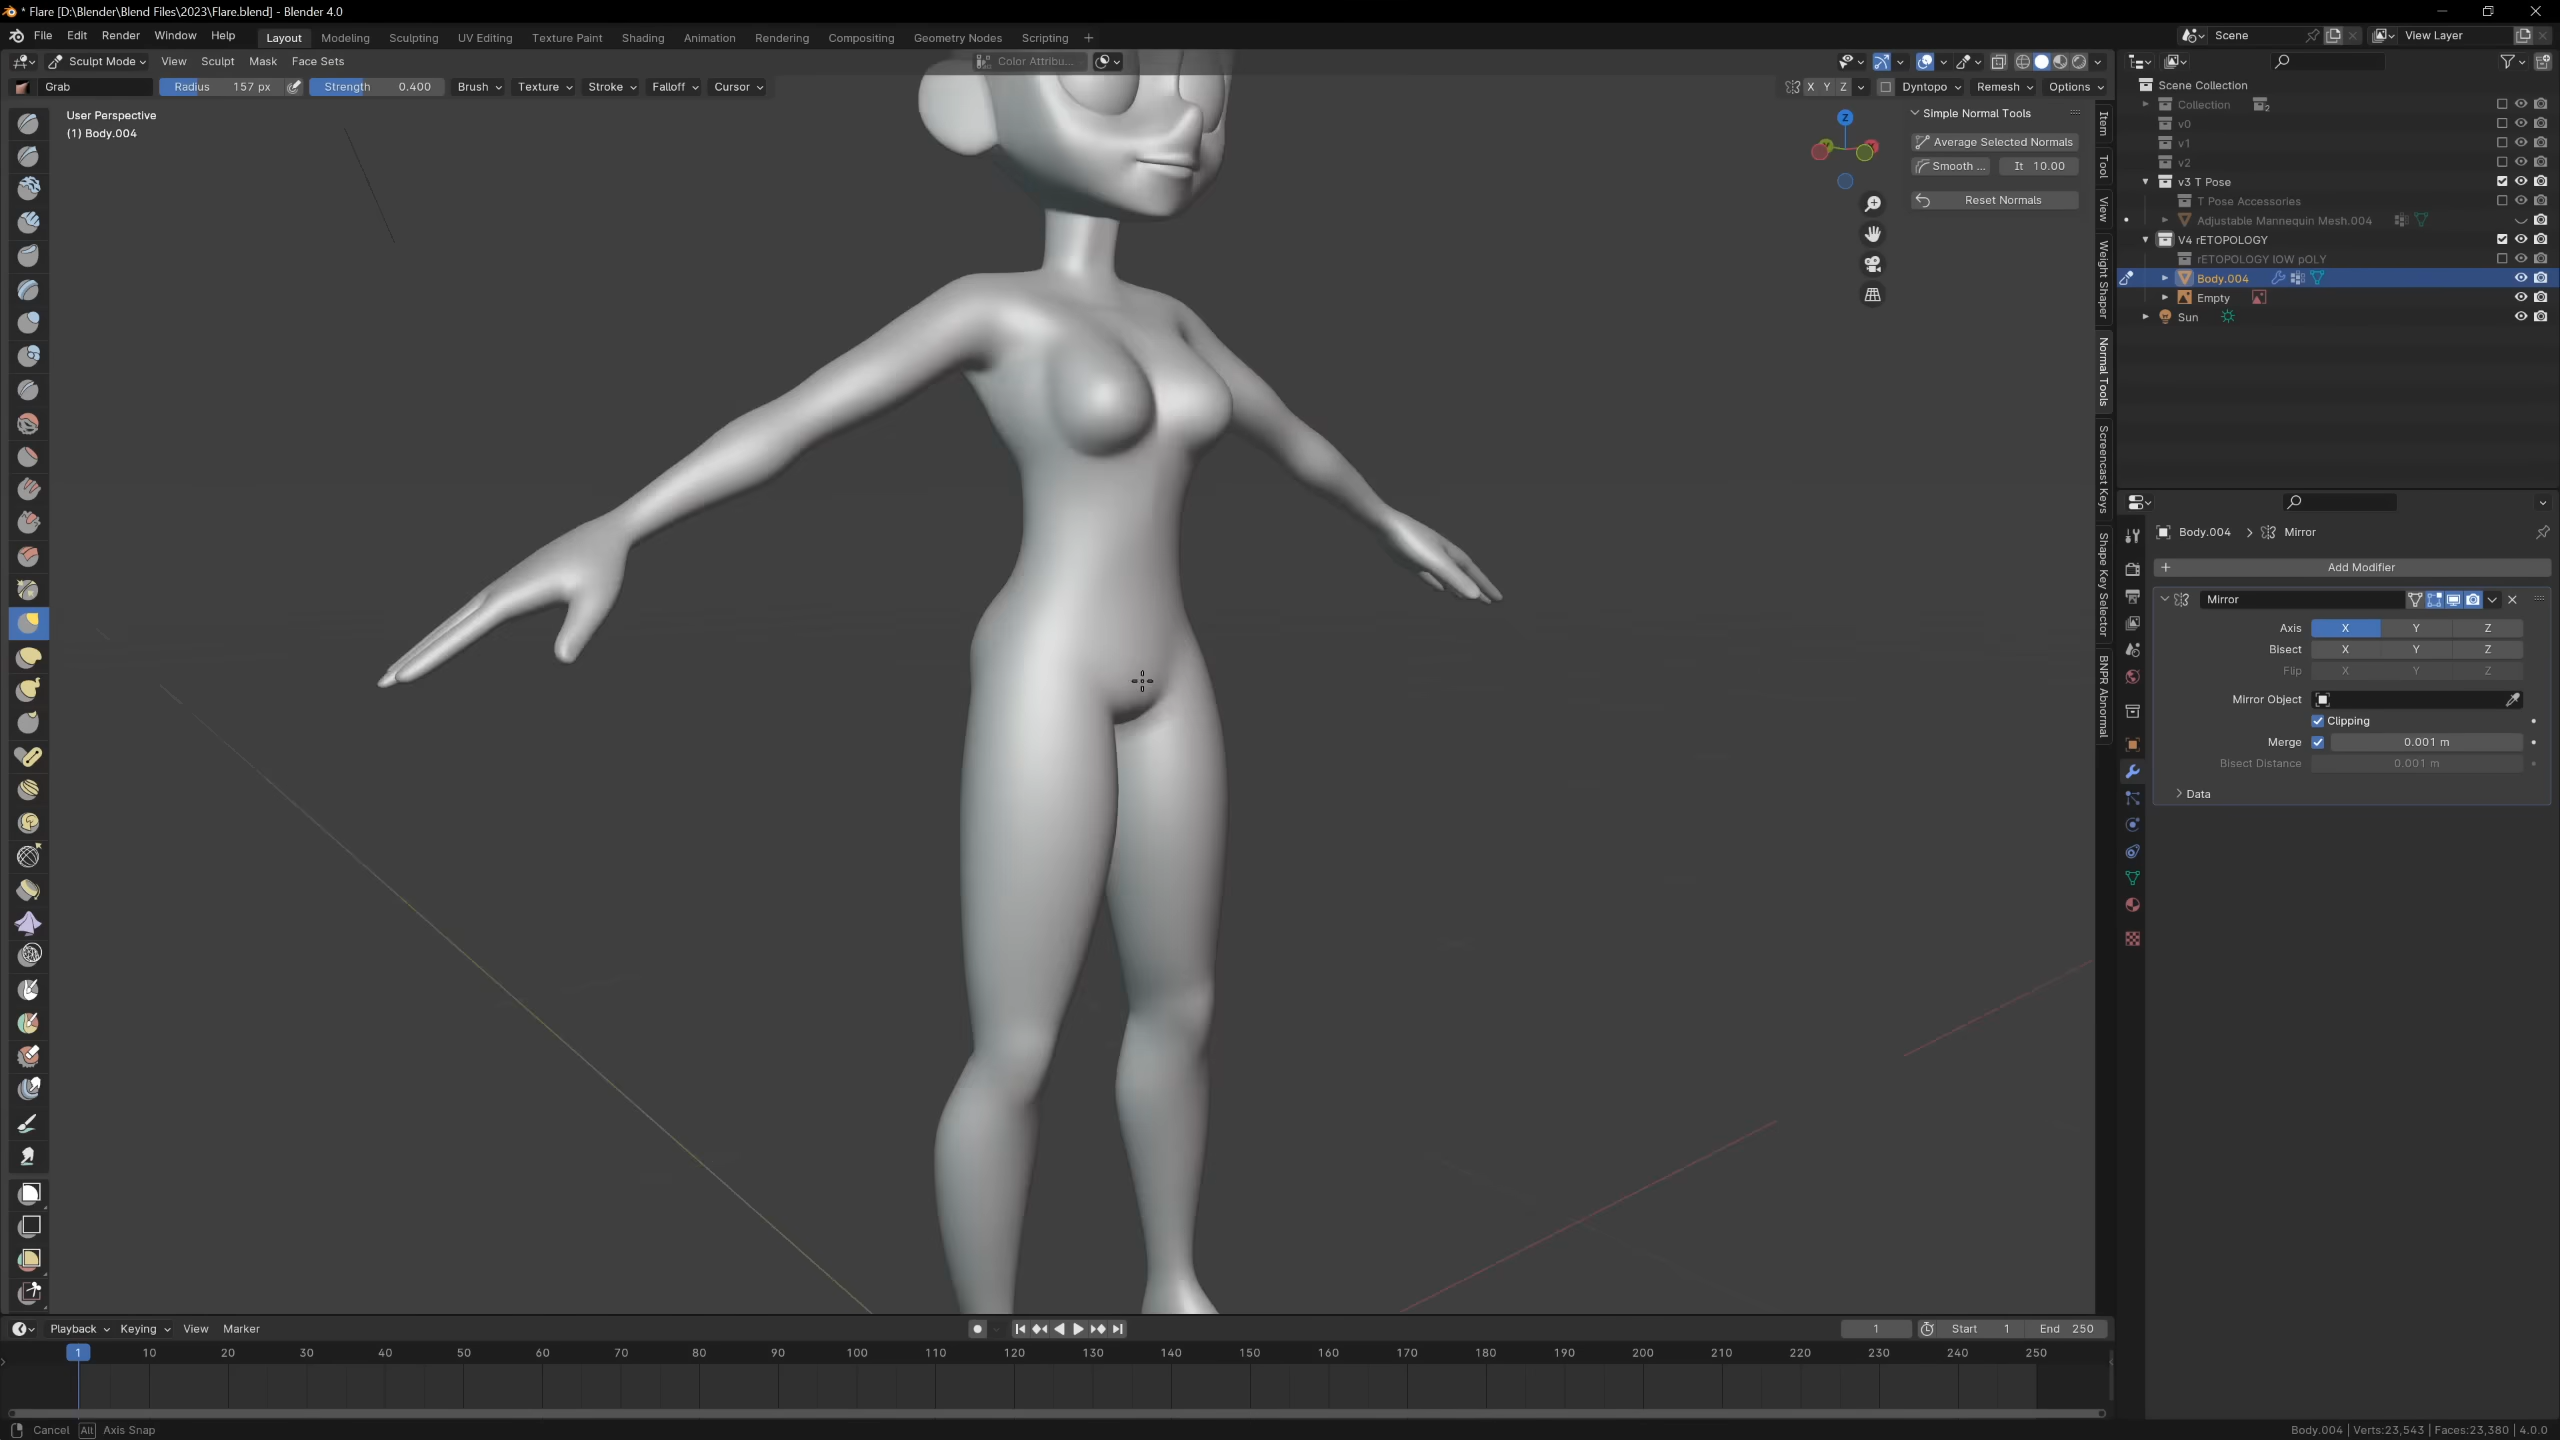 * Flare [D:\Blender\Blend Files\2023\Flare.blend] - Blender 4.0
File Edit Render Window Help Layout Modeling Sculpting UV Editing Texture Paint Shading Animation Rendering Compositing Geometry Nodes Scripting + Scene View Layer
Sculpt Mode View Sculpt Mask Face Sets Color Attribu...
Grab Radius 157 px Strength 0.400 Brush Texture Stroke Falloff Cursor X Y Z Dyntopo Remesh Options
User Perspective
(1) Body.004
Z
Simple Normal Tools
Average Selected Normals
Smooth ... It 10.00
Reset Normals
Item
Tool
View
Weight Shaper
Normal Tools
Screencast Keys
Shape Key Selector
BNPR Abnormal
Scene Collection
Collection 2
v0
v1
v2
v3 T Pose
T Pose Accessories
Adjustable Mannequin Mesh.004
V4 rETOPOLOGY
rETOPOLOGY lOW pOLY
Body.004
Empty
Sun
Body.004 Mirror
Add Modifier
Mirror
Axis X Y Z
Bisect X Y Z
Flip X Y Z
Mirror Object
Clipping
Merge 0.001 m
Bisect Distance 0.001 m
Data
Playback Keying View Marker 1 Start 1 End 250
1 10 20 30 40 50 60 70 80 90 100 110 120 130 140 150 160 170 180 190 200 210 220 230 240 250
Cancel Alt Axis Snap
Body.004 | Verts:23,543 | Faces:23,380 | 4.0.0